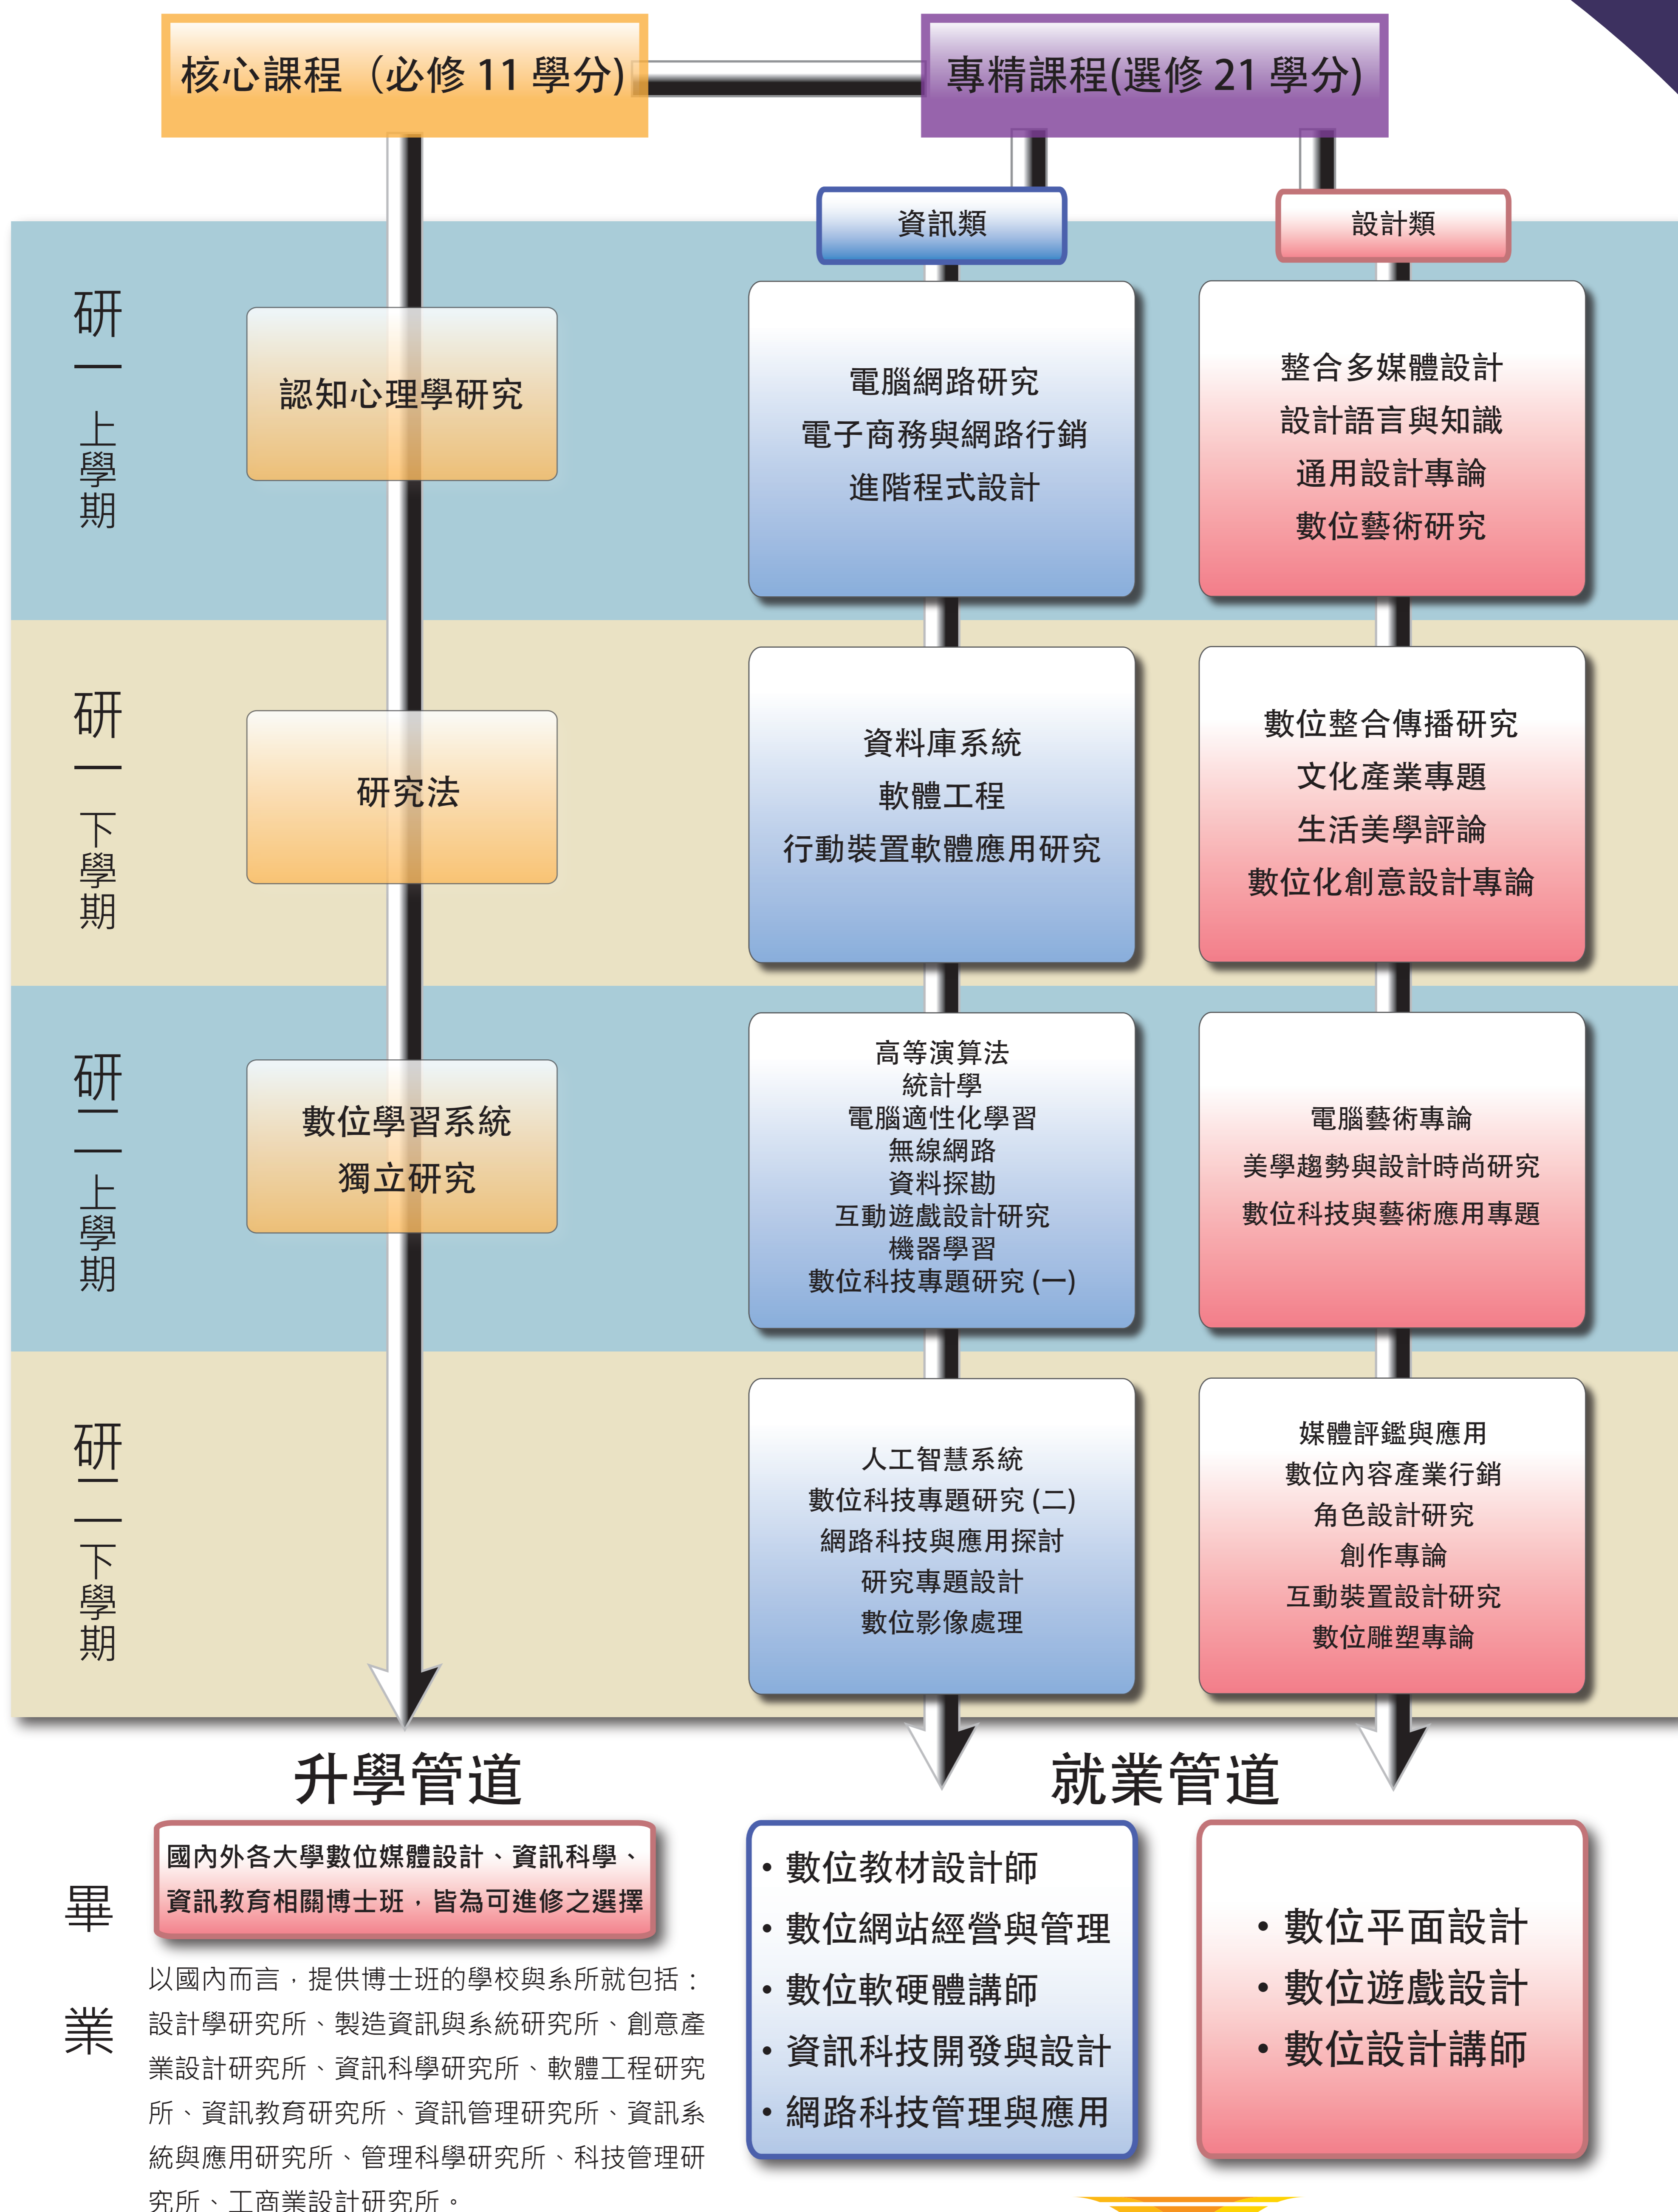 核心課程（必修 11 學分)
專精課程(選修 21 學分)
資訊類
設計類
研一上學期
認知心理學研究
電腦網路研究
電子商務與網路行銷
進階程式設計
整合多媒體設計
設計語言與知識
通用設計專論
數位藝術研究
研一下學期
研究法
資料庫系統
軟體工程
行動裝置軟體應用研究
數位整合傳播研究
文化產業專題
生活美學評論
數位化創意設計專論
研二上學期
數位學習系統
獨立研究
高等演算法
統計學
電腦適性化學習
無線網路
資料探勘
互動遊戲設計研究
機器學習
數位科技專題研究 (一)
電腦藝術專論
美學趨勢與設計時尚研究
數位科技與藝術應用專題
研二下學期
人工智慧系統
數位科技專題研究 (二)
網路科技與應用探討
研究專題設計
數位影像處理
媒體評鑑與應用
數位內容產業行銷
角色設計研究
創作專論
互動裝置設計研究
數位雕塑專論
升學管道
就業管道
畢業
國內外各大學數位媒體設計、資訊科學、
資訊教育相關博士班，皆為可進修之選擇
以國內而言，提供博士班的學校與系所就包括：
設計學研究所、製造資訊與系統研究所、創意產
業設計研究所、資訊科學研究所、軟體工程研究
所、資訊教育研究所、資訊管理研究所、資訊系
統與應用研究所、管理科學研究所、科技管理研
究所、工商業設計研究所。
・數位教材設計師
・數位網站經營與管理
・數位軟硬體講師
・資訊科技開發與設計
・網路科技管理與應用
・數位平面設計
・數位遊戲設計
・數位設計講師